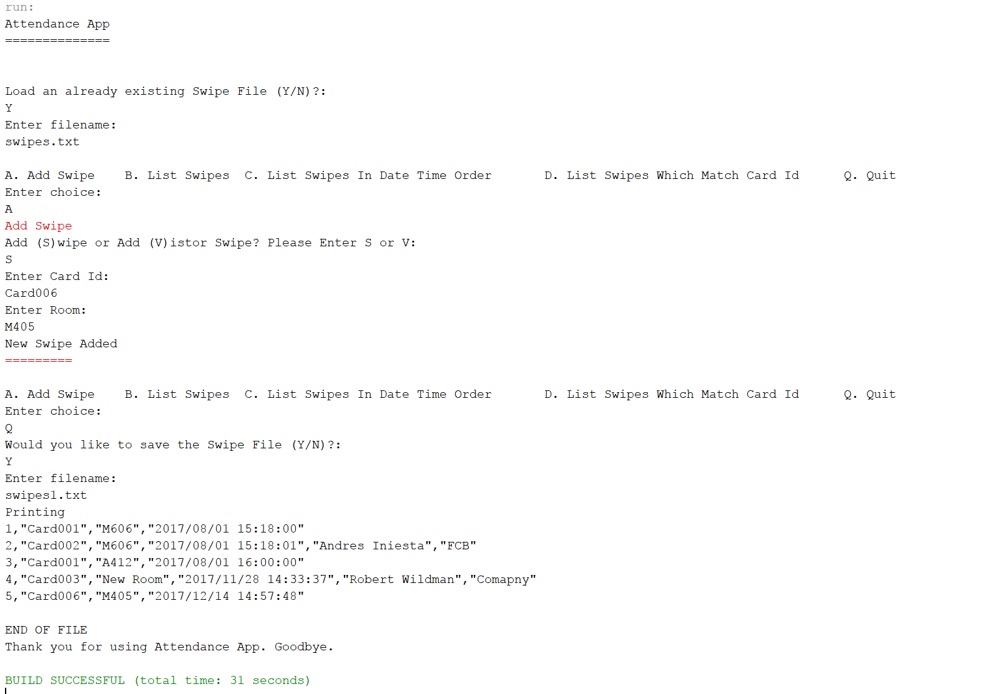 run:
Attendance App
==============
Load an already existing Swipe File (Y/N)?:
Y
Enter filename:
swipes.txt
A. Add Swipe    B. List Swipes  C. List Swipes In Date Time Order       D. List Swipes Which Match Card Id      Q. Quit
Enter choice:
A
Add Swipe
Add (S)wipe or Add (V)istor Swipe? Please Enter S or V:
S
Enter Card Id:
Card006
Enter Room:
M405
New Swipe Added
=========
A. Add Swipe    B. List Swipes  C. List Swipes In Date Time Order       D. List Swipes Which Match Card Id      Q. Quit
Enter choice:
Q
Would you like to save the Swipe File (Y/N)?:
Y
Enter filename:
swipes1.txt
Printing
1,"Card001","M606","2017/08/01 15:18:00"
2,"Card002","M606","2017/08/01 15:18:01","Andres Iniesta","FCB"
3,"Card001","A412","2017/08/01 16:00:00"
4,"Card003","New Room","2017/11/28 14:33:37","Robert Wildman","Comapny"
5,"Card006","M405","2017/12/14 14:57:48"
END OF FILE
Thank you for using Attendance App. Goodbye.
BUILD SUCCESSFUL (total time: 31 seconds)